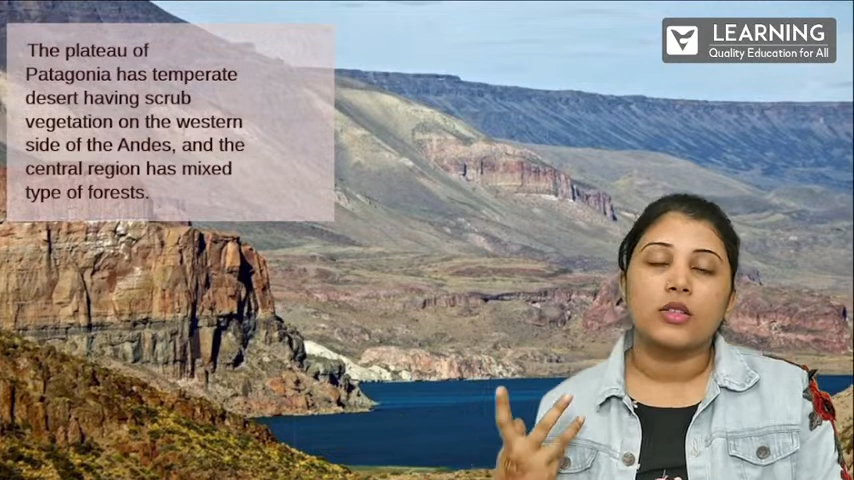 The plateau of
Patagonia has temperate
desert having scrub
vegetation on the western
side of the Andes, and the
central region has mixed
type of forests.
LEARNING
Quality Education for All